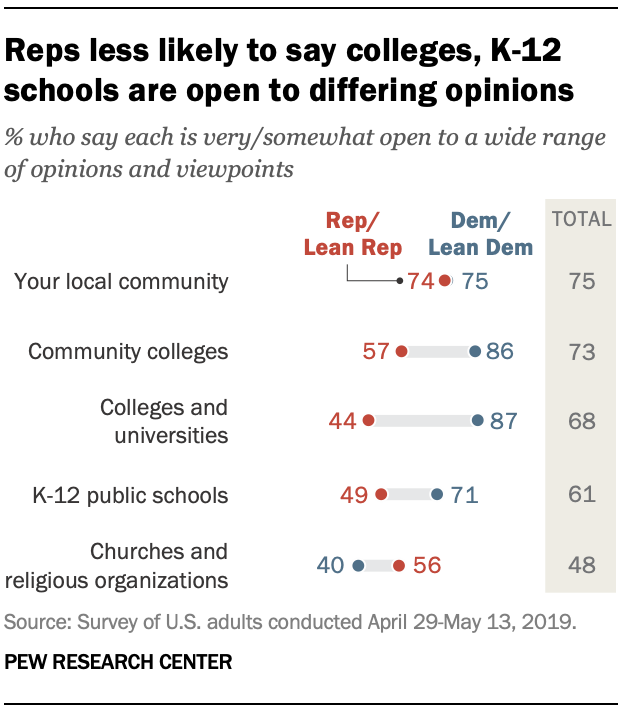 Reps less likely to say colleges, K-12
schools are open to differing opinions
% who say each is very/somewhat open to a wide range
of opinions and viewpoints
Rep/
Lean Rep
Dem/
Lean Dem
TOTAL
Your local community 74 75 75
Community colleges 57 86 73
Colleges and
universities 44 87 68
K-12 public schools 49 71 61
Churches and
religious organizations 40 56 48
Source: Survey of U.S. adults conducted April 29-May 13, 2019.
PEW RESEARCH CENTER